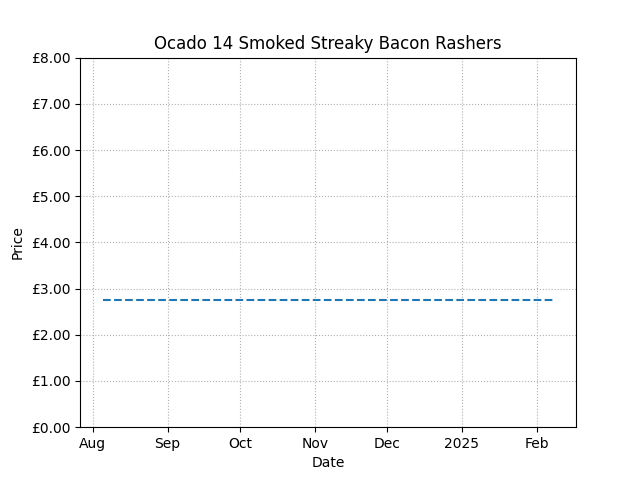 Ocado 14 Smoked Streaky Bacon Rashers
£8.00
£7.00
£6.00
£5.00
£4.00
£3.00
£2.00
£1.00
£0.00
Price
Aug Sep Oct Nov Dec 2025 Feb
Date